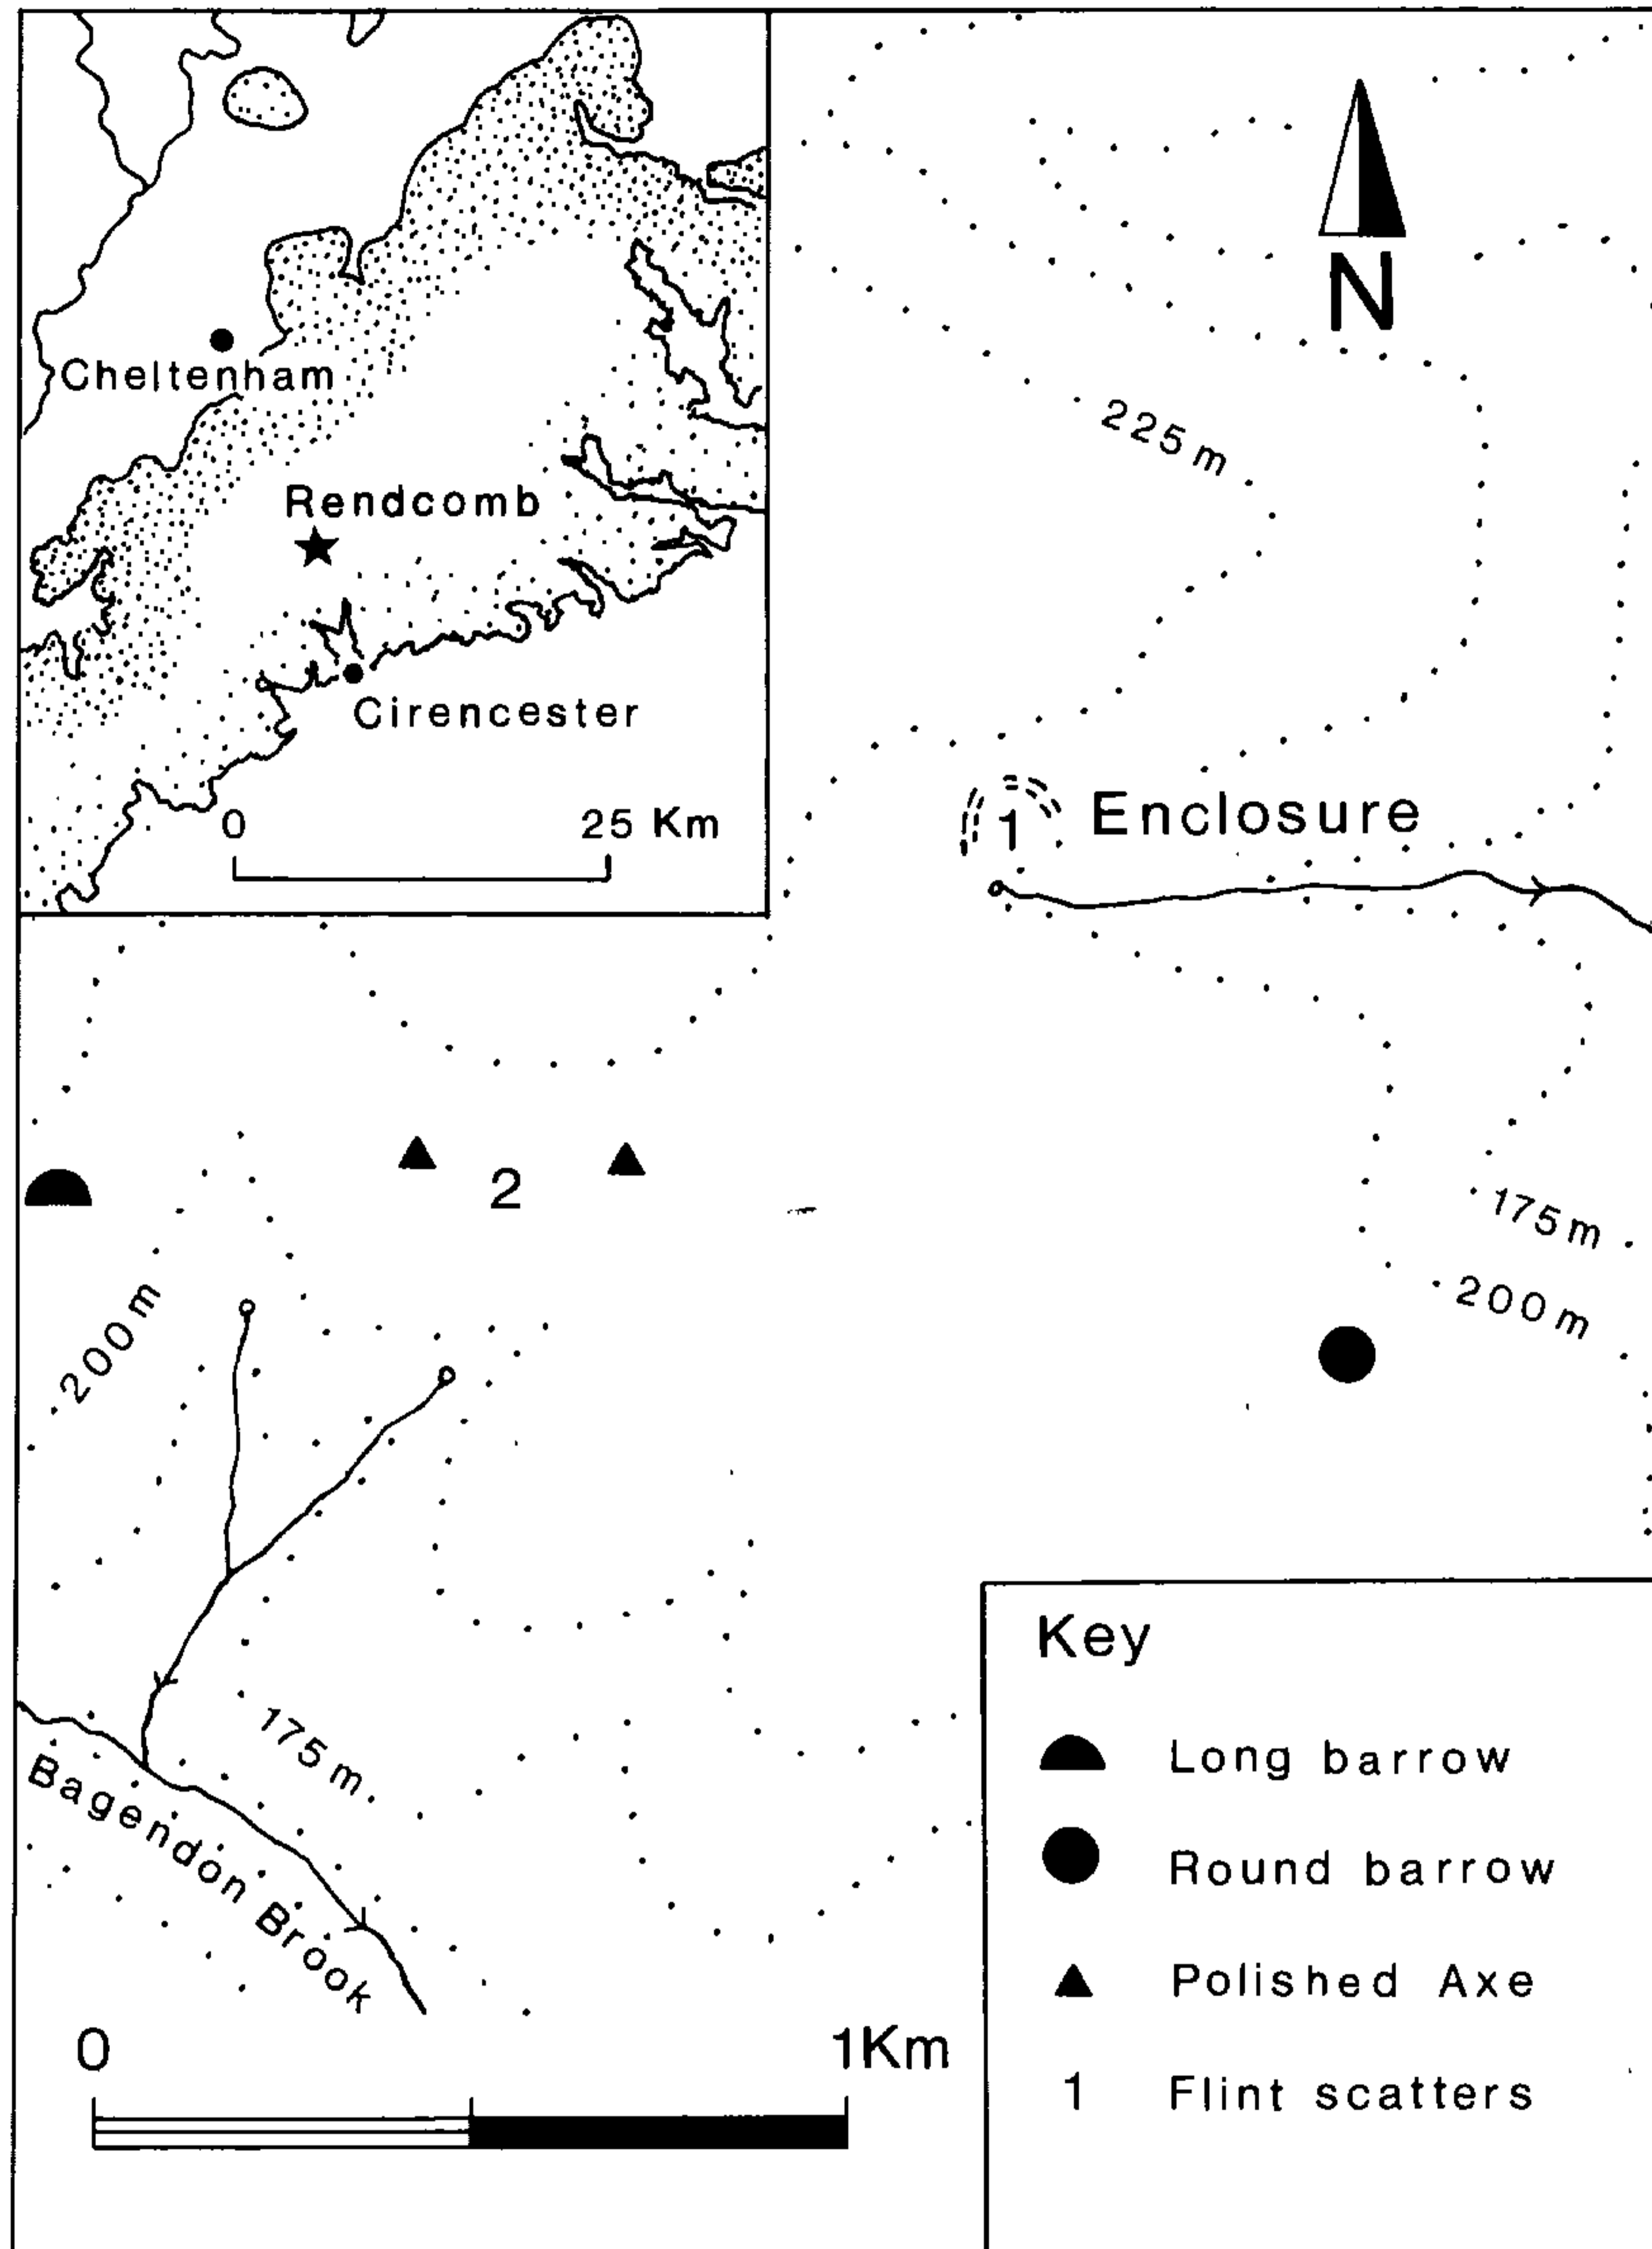 Cheltenham
Rendcomb
Cirencester
0 25 Km
N
225 m
1 Enclosure
2
175 m
200 m
200 m
175 m
Bagendon Brook
0 1Km
Key
Long barrow
Round barrow
Polished Axe
1 Flint scatters